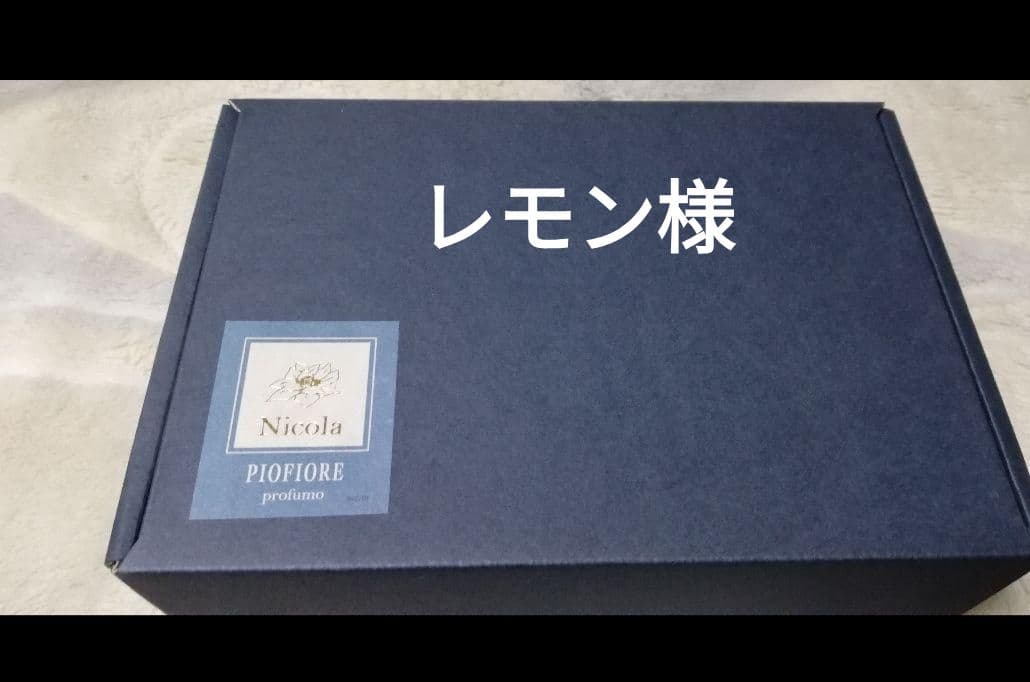 レモン様
Nicola
PIOFIORE
profumo